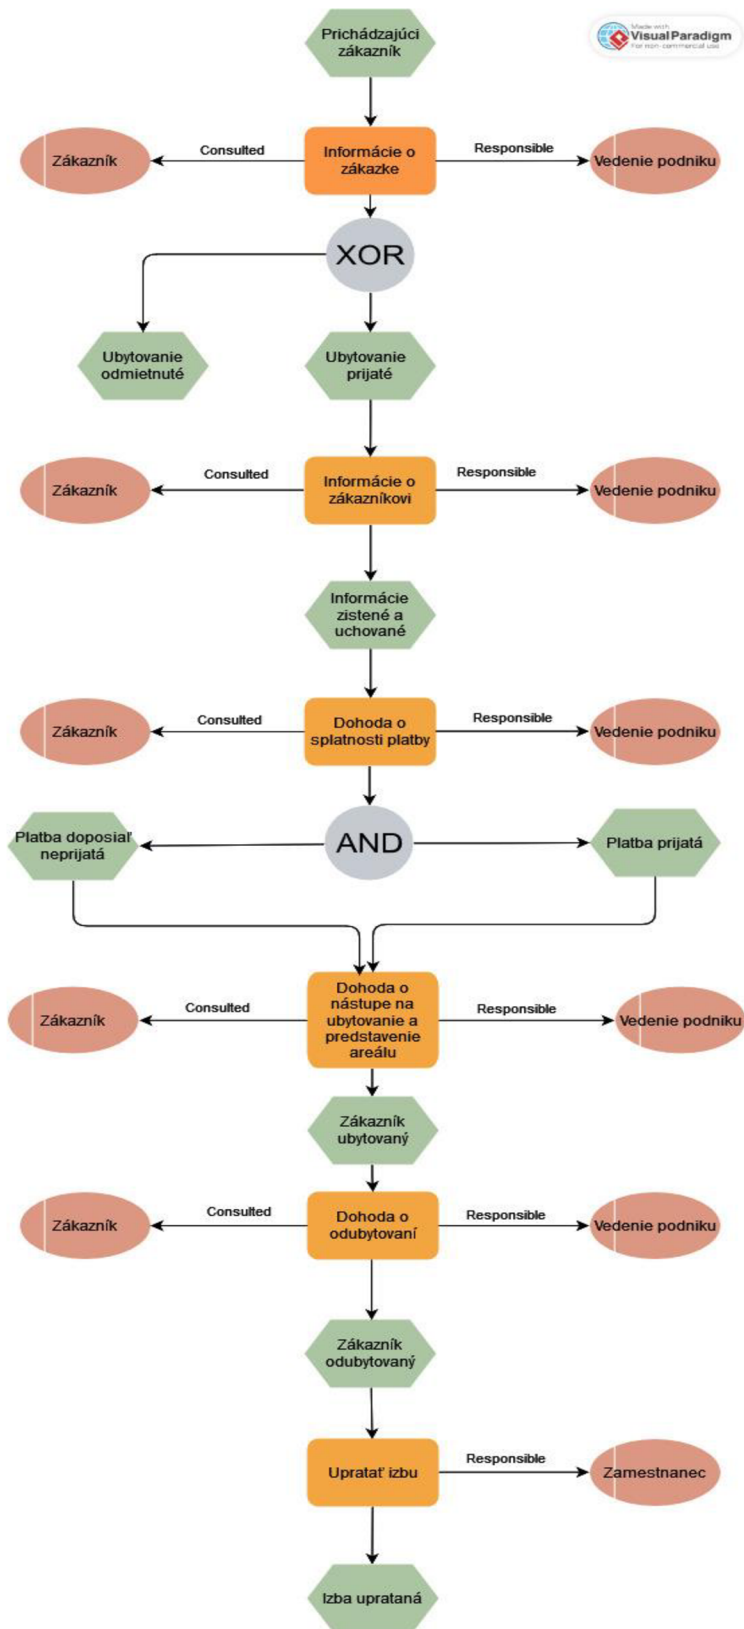 Prichádzajúci
zákazník
Made with
VisualParadigm
For non-commercial use
Zákazník
Consulted
Informácie o
zákazke
Responsible
Vedenie podniku
XOR
Ubytovanie
odmietnuté
Ubytovanie
prijaté
Zákazník
Consulted
Informácie o
zákazníkovi
Responsible
Vedenie podniku
Informácie
zistené a
uchované
Zákazník
Consulted
Dohoda o
splatnosti platby
Responsible
Vedenie podniku
Platba doposiaľ
neprijatá
AND
Platba prijatá
Zákazník
Consulted
Dohoda o
nástupe na
ubytovanie a
predstavenie
areálu
Responsible
Vedenie podniku
Zákazník
ubytovaný
Zákazník
Consulted
Dohoda o
odubytovaní
Responsible
Vedenie podniku
Zákazník
odubytovaný
Upratať izbu
Responsible
Zamestnanec
Izba uprataná